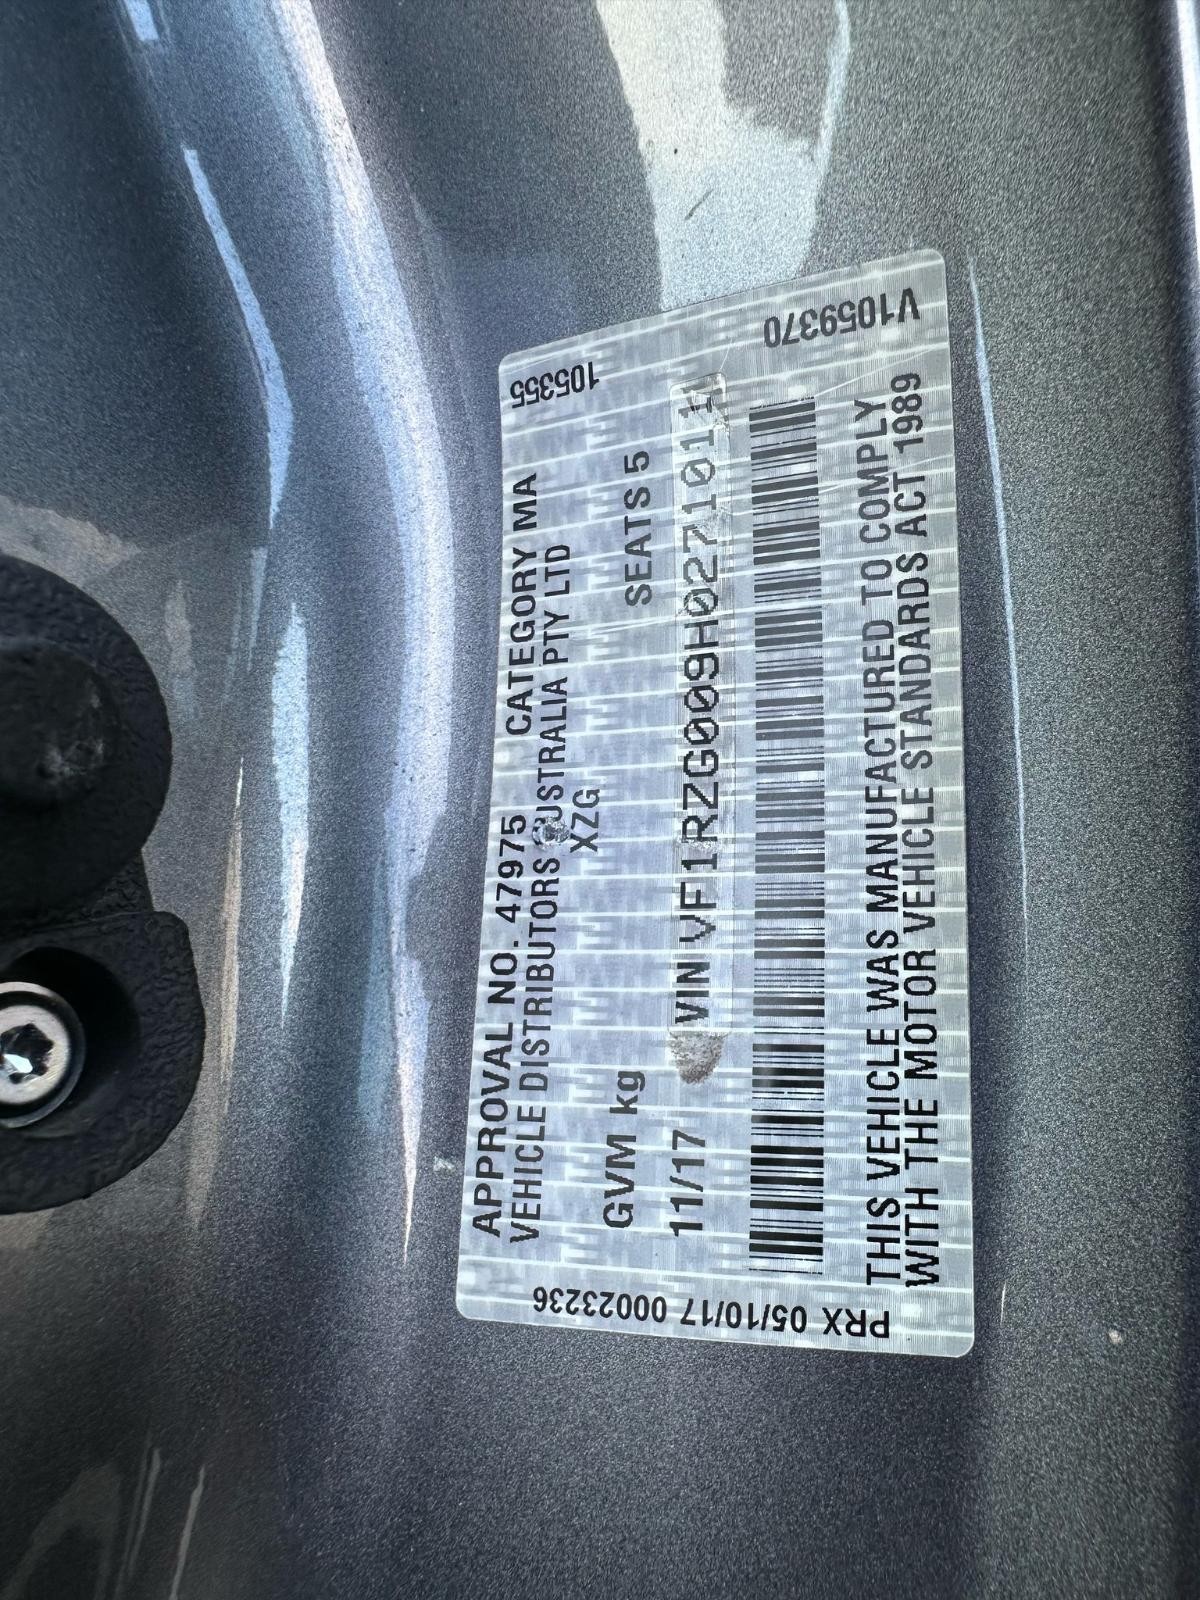 APPROVAL NO. 47975 CATEGORY MA
VEHICLE DISTRIBUTORS AUSTRALIA PTY LTD
XZG
GVM kg SEATS 5
11/17 VIN VF1RZG009H0271011
THIS VEHICLE WAS MANUFACTURED TO COMPLY
WITH THE MOTOR VEHICLE STANDARDS ACT 1989
105355
V1059370
PRX 05/10/17 00023236